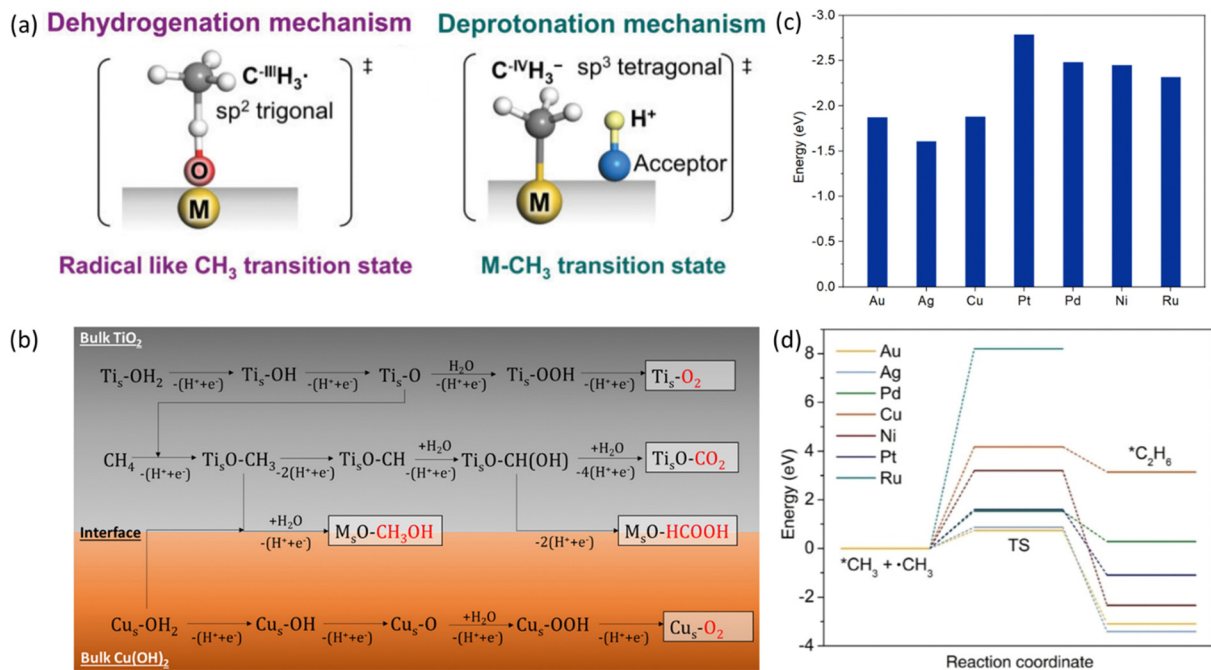 (a)
Dehydrogenation mechanism
C⁻ᴵᴵᴵH₃·
‡
sp² trigonal
O
M
Radical like CH₃ transition state
Deprotonation mechanism
C⁻ᴵⱽH₃⁻ sp³ tetragonal
‡
H⁺
Acceptor
M
M-CH₃ transition state
(b)
Bulk TiO₂
Tiₛ-OH₂ -(H⁺+e⁻) Tiₛ-OH -(H⁺+e⁻) Tiₛ-O H₂O -(H⁺+e⁻) Tiₛ-OOH -(H⁺+e⁻) Tiₛ-O₂
CH₄ -(H⁺+e⁻) TiₛO-CH₃ -2(H⁺+e⁻) TiₛO-CH +H₂O -(H⁺+e⁻) TiₛO-CH(OH) +H₂O -4(H⁺+e⁻) TiₛO-CO₂
Interface
+H₂O -(H⁺+e⁻) MₛO-CH₃OH -2(H⁺+e⁻) MₛO-HCOOH
Cuₛ-OH₂ -(H⁺+e⁻) Cuₛ-OH -(H⁺+e⁻) Cuₛ-O +H₂O -(H⁺+e⁻) Cuₛ-OOH -(H⁺+e⁻) Cuₛ-O₂
Bulk Cu(OH)₂
(c)
Energy (eV)
-3.0
-2.5
-2.0
-1.5
-1.0
-0.5
0.0
Au Ag Cu Pt Pd Ni Ru
(d)
Energy (eV)
8
6
4
2
0
-2
-4
Au
Ag
Pd
Cu
Ni
Pt
Ru
*C₂H₆
TS
*CH₃ + ·CH₃
Reaction coordinate